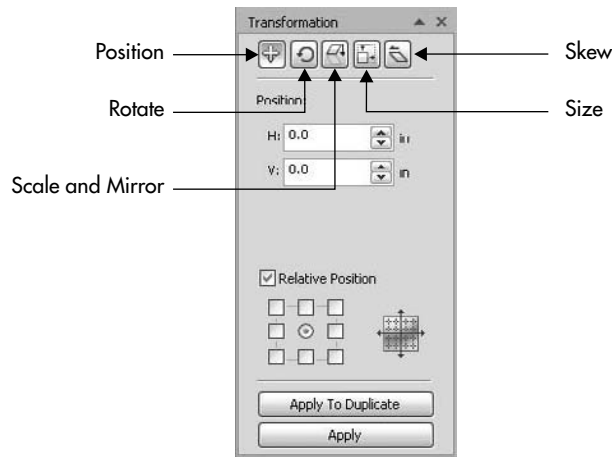 Transformation
Position
Skew
Rotate
Size
Position:
H: 0.0 in
V: 0.0 in
Scale and Mirror
Relative Position
Apply To Duplicate
Apply